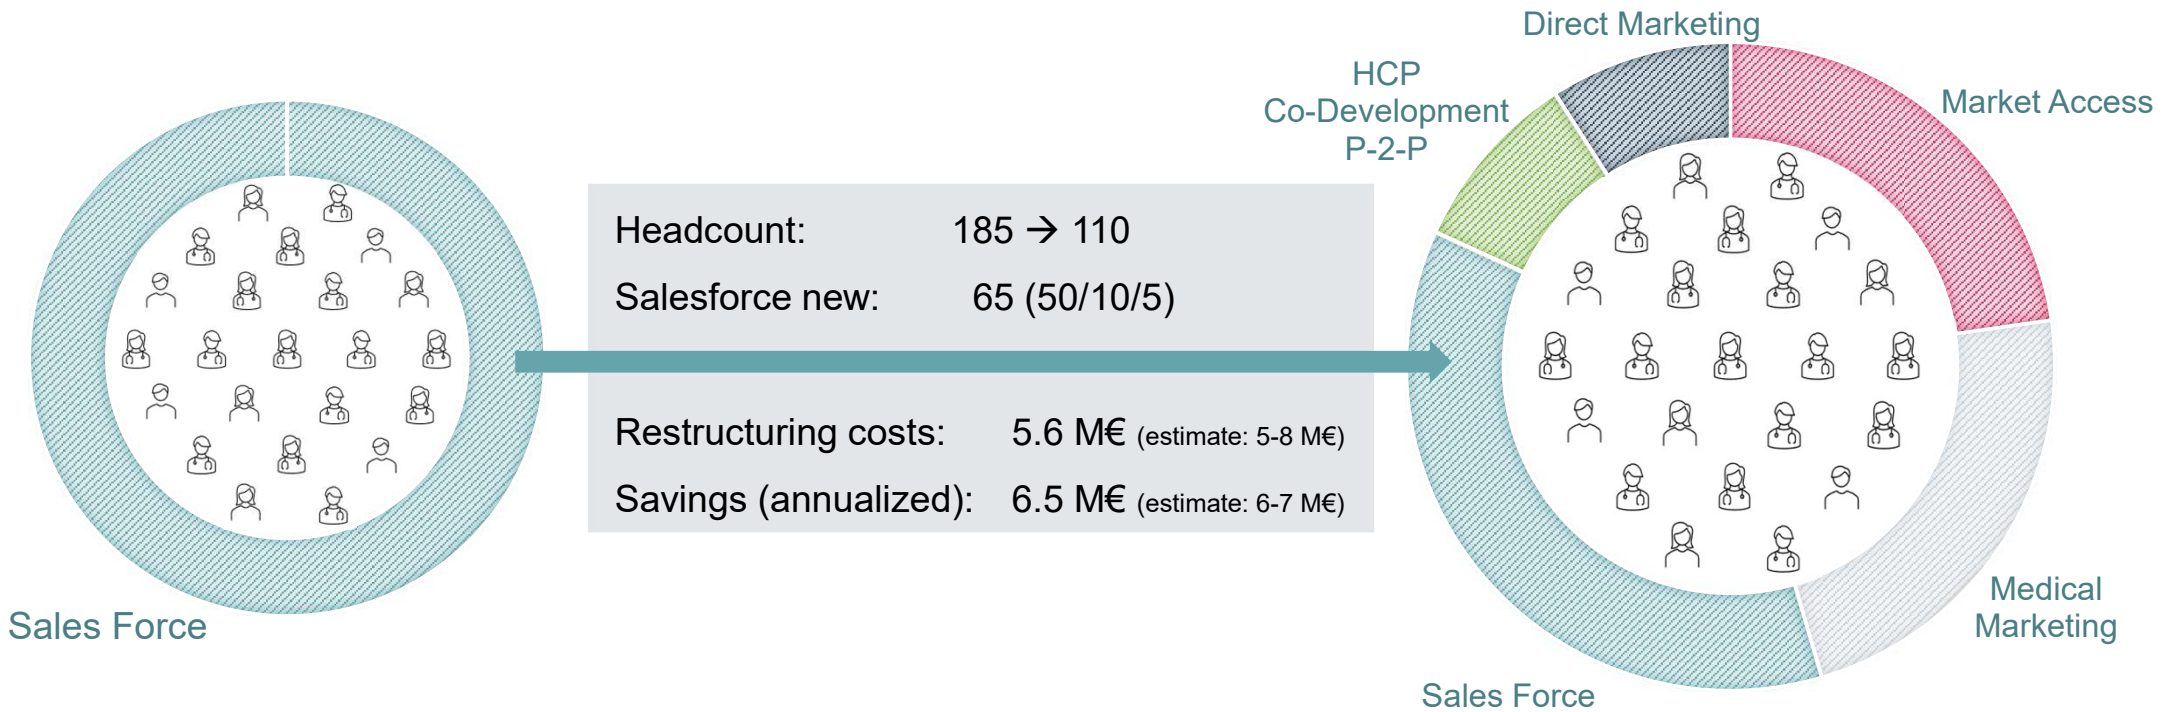 Sales Force
Headcount: 185 → 110
Salesforce new: 65 (50/10/5)
Restructuring costs: 5.6 M€ (estimate: 5-8 M€)
Savings (annualized): 6.5 M€ (estimate: 6-7 M€)
Direct Marketing
HCP
Co-Development
P-2-P
Market Access
Medical
Marketing
Sales Force